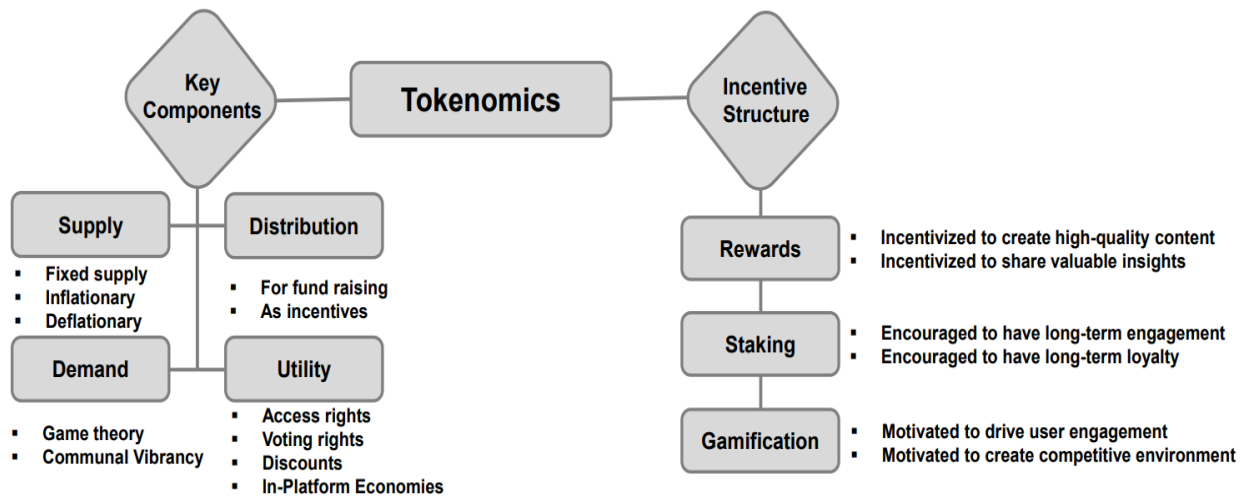 Tokenomics
Key
Components
Supply
▪ Fixed supply
▪ Inflationary
▪ Deflationary
Distribution
▪ For fund raising
▪ As incentives
Demand
▪ Game theory
▪ Communal Vibrancy
Utility
▪ Access rights
▪ Voting rights
▪ Discounts
▪ In-Platform Economies
Incentive
Structure
Rewards
▪ Incentivized to create high-quality content
▪ Incentivized to share valuable insights
Staking
▪ Encouraged to have long-term engagement
▪ Encouraged to have long-term loyalty
Gamification
▪ Motivated to drive user engagement
▪ Motivated to create competitive environment